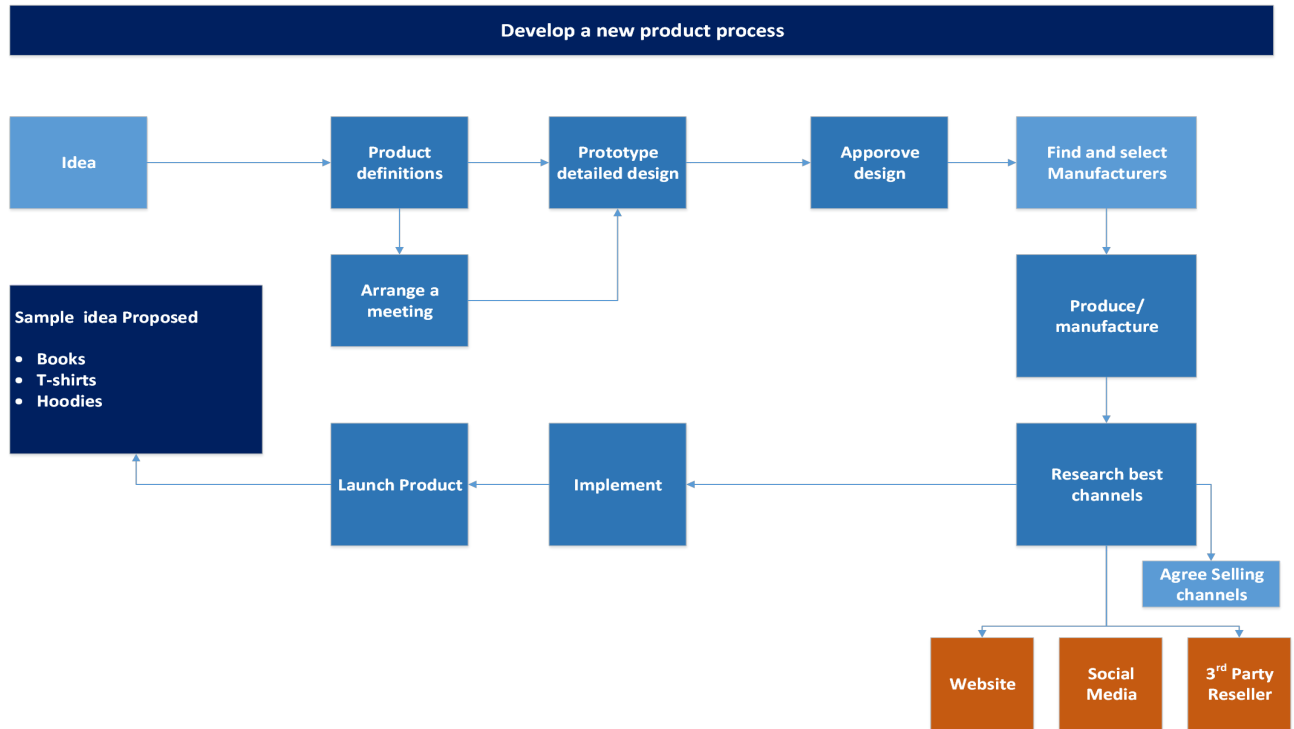 Develop a new product process
Idea
Product
definitions
Prototype
detailed design
Apporove
design
Find and select
Manufacturers
Arrange a
meeting
Produce/
manufacture
Sample idea Proposed
• Books
• T-shirts
• Hoodies
Launch Product
Implement
Research best
channels
Agree Selling
channels
Website
Social
Media
3rd Party
Reseller